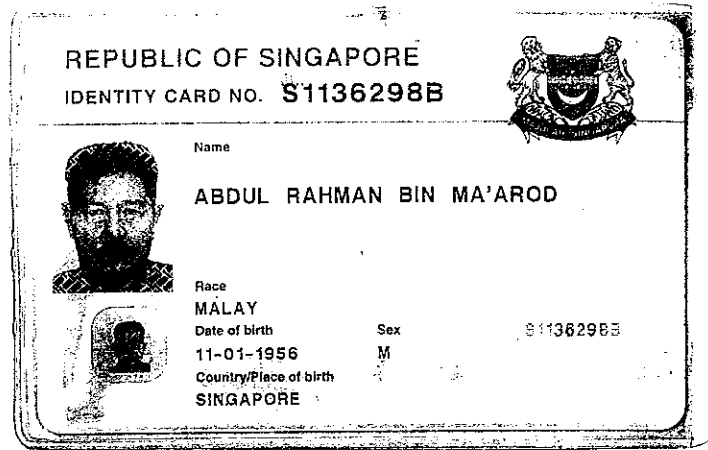 REPUBLIC OF SINGAPORE
IDENTITY CARD NO. S1136298B
Name
ABDUL RAHMAN BIN MA'AROD
Race
MALAY
Date of birth Sex S1136298B
11-01-1956 M
Country/Place of birth
SINGAPORE